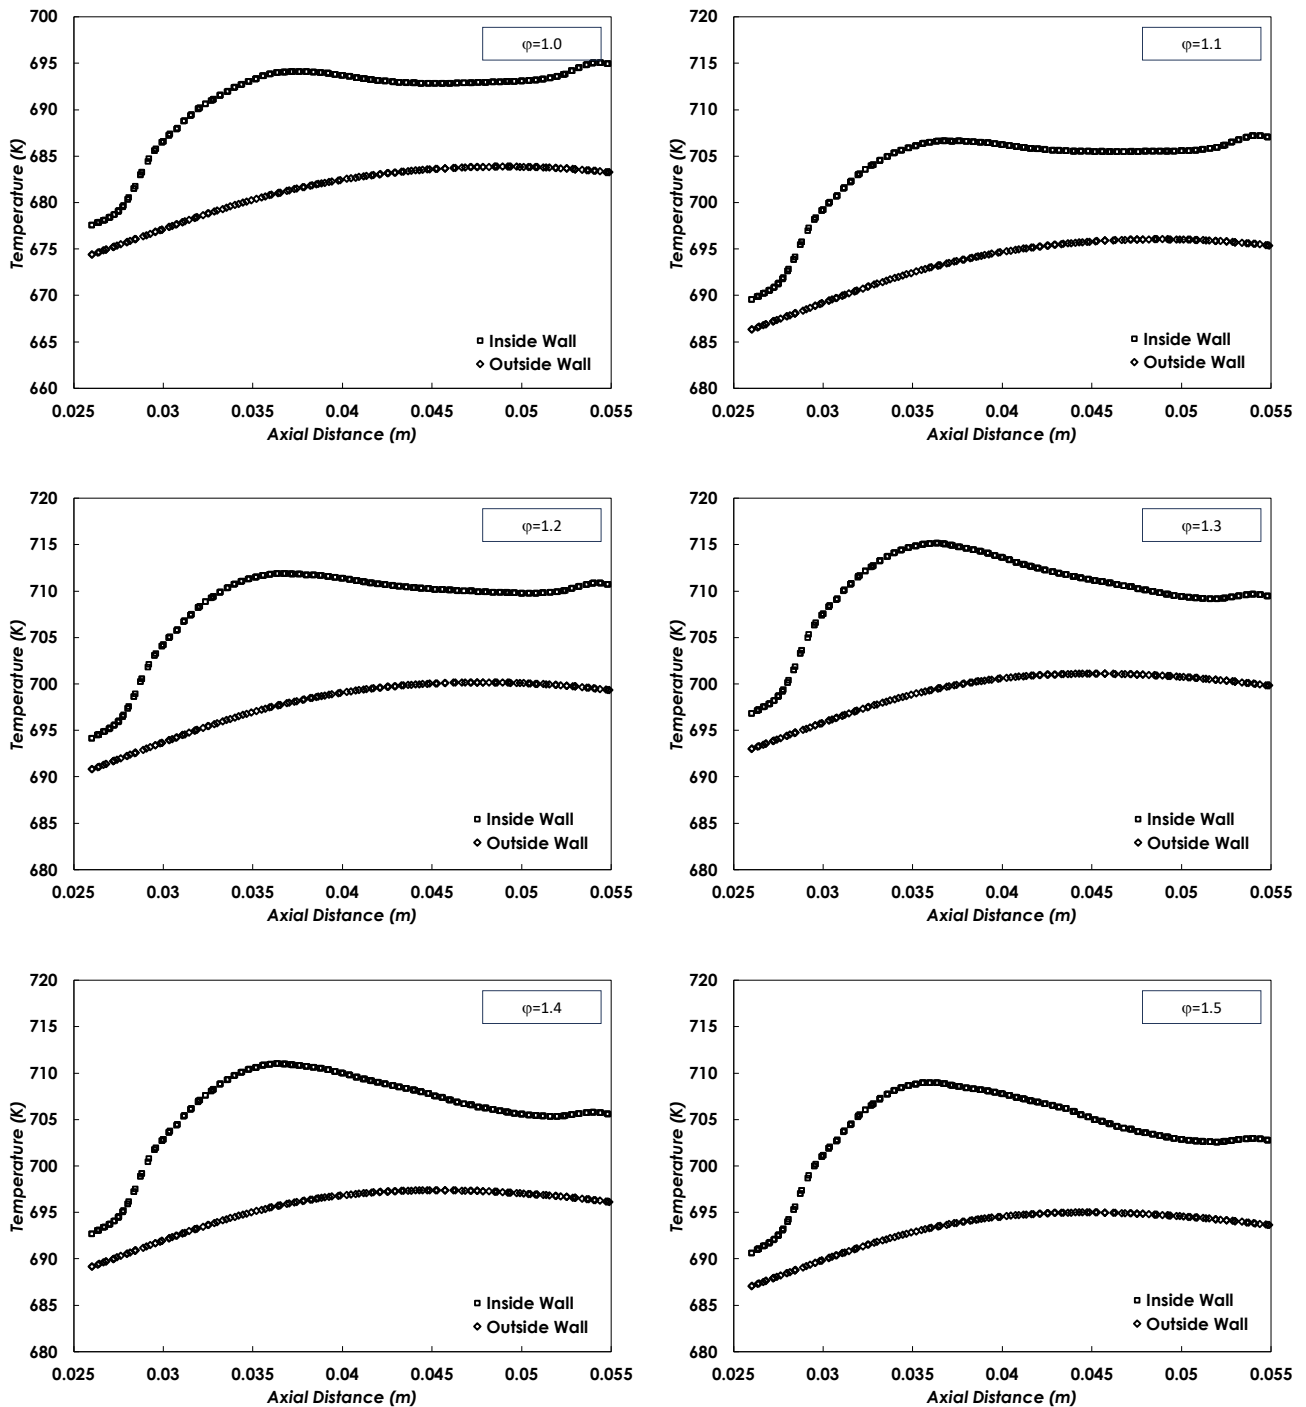 φ=1.0
700
695
690
685
680
675
670
665
660
Temperature (K)
Inside Wall
Outside Wall
0.025 0.03 0.035 0.04 0.045 0.05 0.055
Axial Distance (m)
φ=1.1
720
715
710
705
700
695
690
685
680
Temperature (K)
Inside Wall
Outside Wall
0.025 0.03 0.035 0.04 0.045 0.05 0.055
Axial Distance (m)
φ=1.2
720
715
710
705
700
695
690
685
680
Temperature (K)
Inside Wall
Outside Wall
0.025 0.03 0.035 0.04 0.045 0.05 0.055
Axial Distance (m)
φ=1.3
720
715
710
705
700
695
690
685
680
Temperature (K)
Inside Wall
Outside Wall
0.025 0.03 0.035 0.04 0.045 0.05 0.055
Axial Distance (m)
φ=1.4
720
715
710
705
700
695
690
685
680
Temperature (K)
Inside Wall
Outside Wall
0.025 0.03 0.035 0.04 0.045 0.05 0.055
Axial Distance (m)
φ=1.5
720
715
710
705
700
695
690
685
680
Temperature (K)
Inside Wall
Outside Wall
0.025 0.03 0.035 0.04 0.045 0.05 0.055
Axial Distance (m)